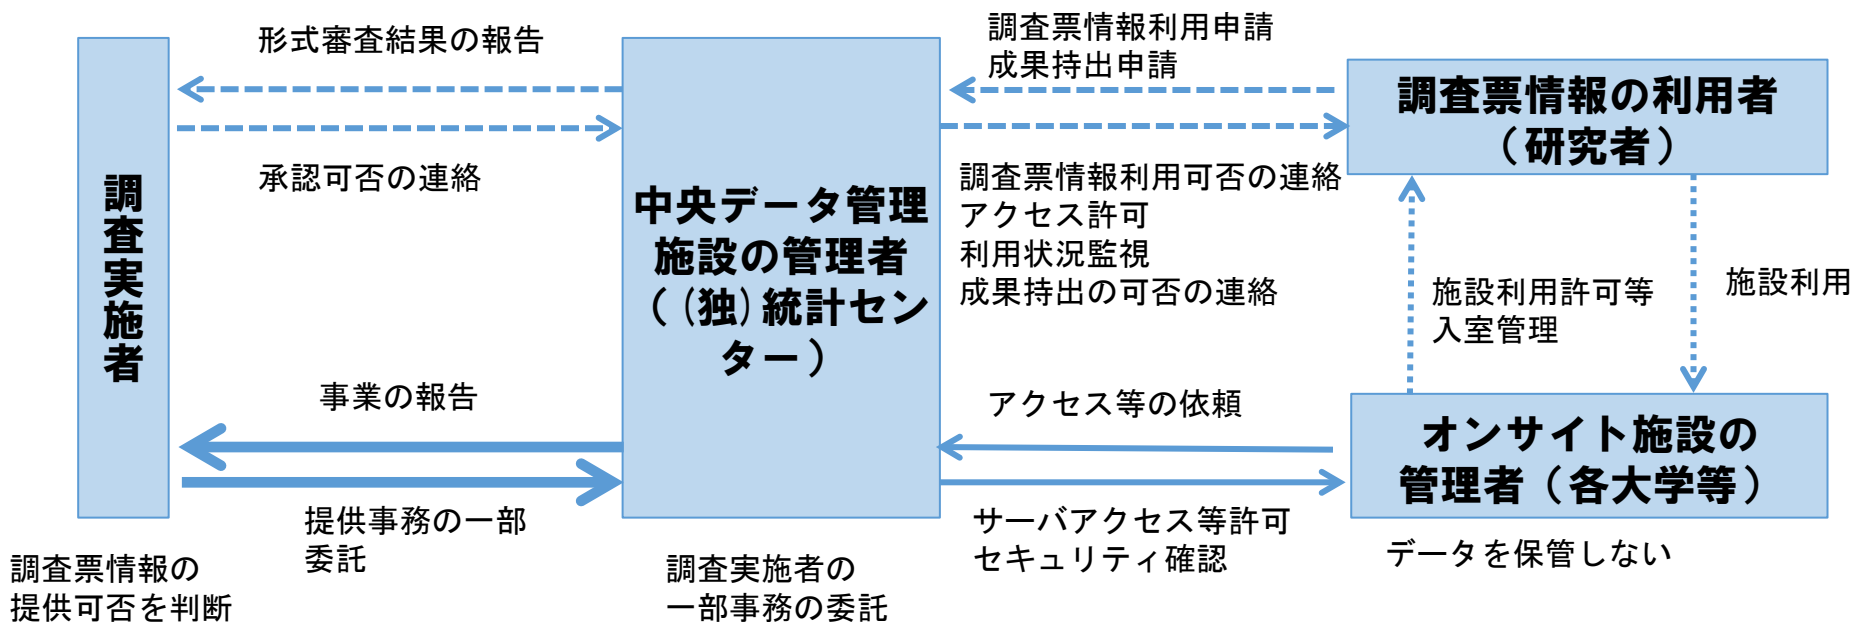 形式審査結果の報告
承認可否の連絡
調査実施者
事業の報告
提供事務の一部
委託
調査票情報の
提供可否を判断
中央データ管理
施設の管理者
（(独)統計セン
ター）
調査実施者の
一部事務の委託
調査票情報利用申請
成果持出申請
調査票情報利用可否の連絡
アクセス許可
利用状況監視
成果持出の可否の連絡
アクセス等の依頼
サーバアクセス等許可
セキュリティ確認
調査票情報の利用者
（研究者）
施設利用許可等
入室管理
施設利用
オンサイト施設の
管理者（各大学等）
データを保管しない